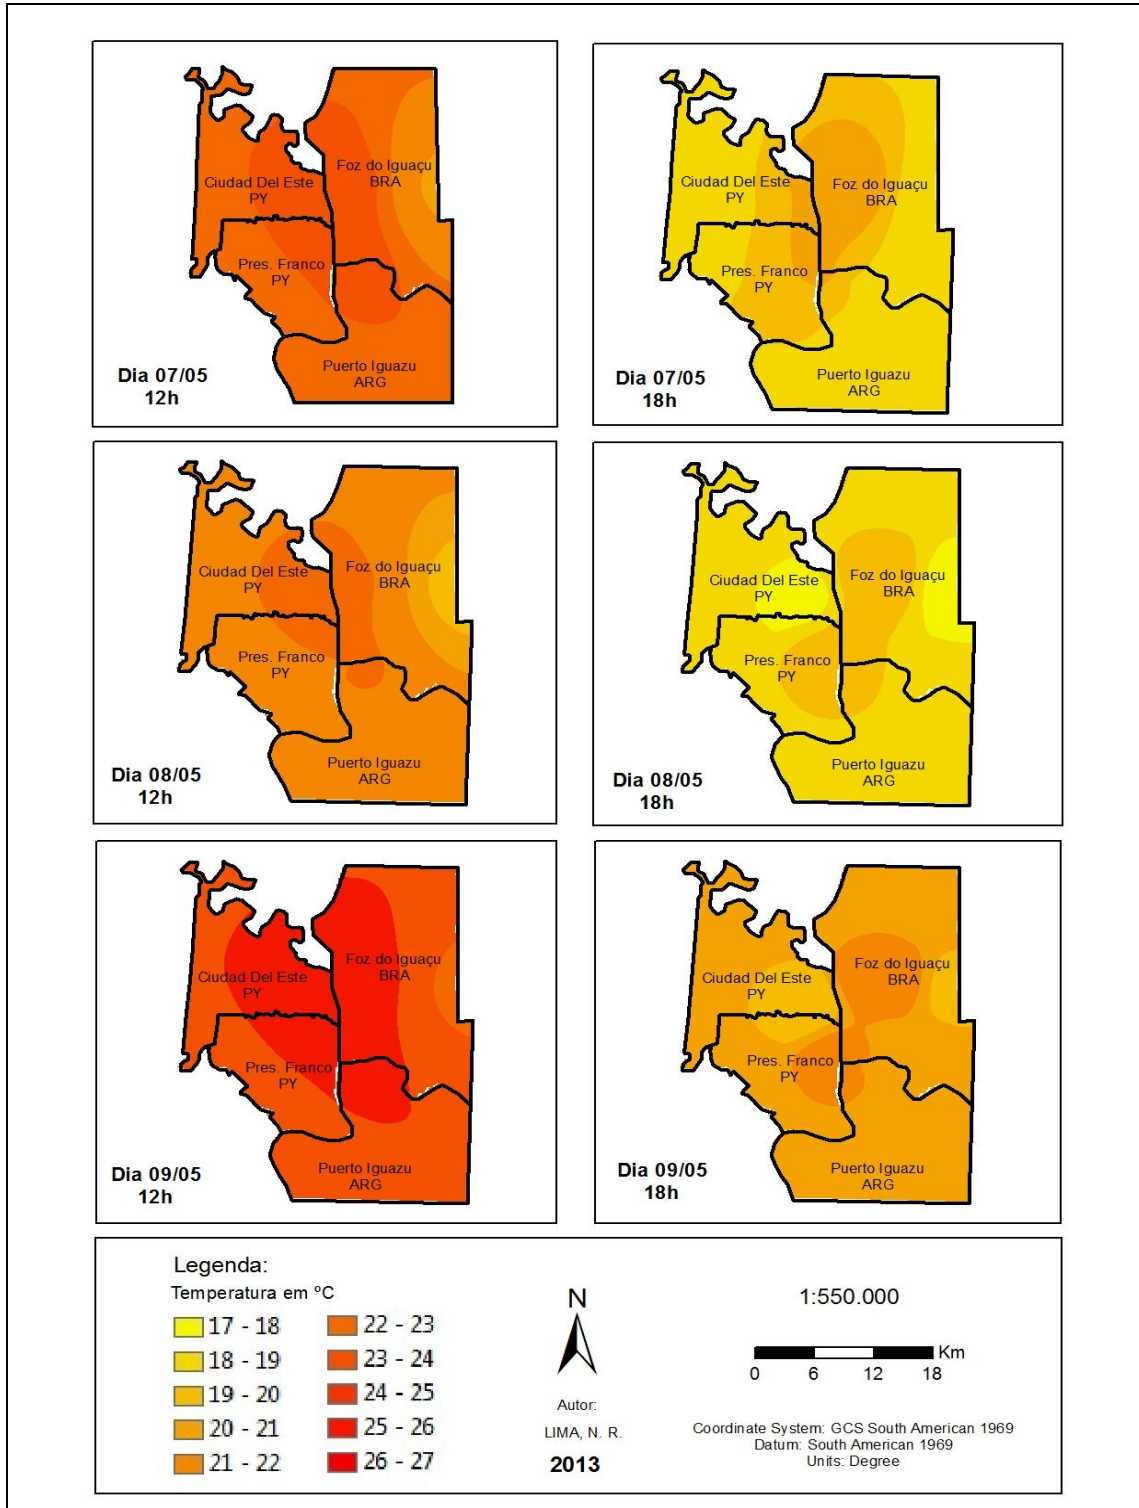 Ciudad Del Este
PY
Foz do Iguaçu
BRA
Pres. Franco
PY
Puerto Iguazu
ARG
Dia 07/05
12h
Ciudad Del Este
PY
Foz do Iguaçu
BRA
Pres. Franco
PY
Puerto Iguazu
ARG
Dia 07/05
18h
Ciudad Del Este
PY
Foz do Iguaçu
BRA
Pres. Franco
PY
Puerto Iguazu
ARG
Dia 08/05
12h
Ciudad Del Este
PY
Foz do Iguaçu
BRA
Pres. Franco
PY
Puerto Iguazu
ARG
Dia 08/05
18h
Ciudad Del Este
PY
Foz do Iguaçu
BRA
Pres. Franco
PY
Puerto Iguazu
ARG
Dia 09/05
12h
Ciudad Del Este
PY
Foz do Iguaçu
BRA
Pres. Franco
PY
Puerto Iguazu
ARG
Dia 09/05
18h
Legenda:
Temperatura em ºC
17 - 18
18 - 19
19 - 20
20 - 21
21 - 22
22 - 23
23 - 24
24 - 25
25 - 26
26 - 27
N
Autor:
LIMA, N. R.
2013
1:550.000
Km
0 6 12 18
Coordinate System: GCS South American 1969
Datum: South American 1969
Units: Degree